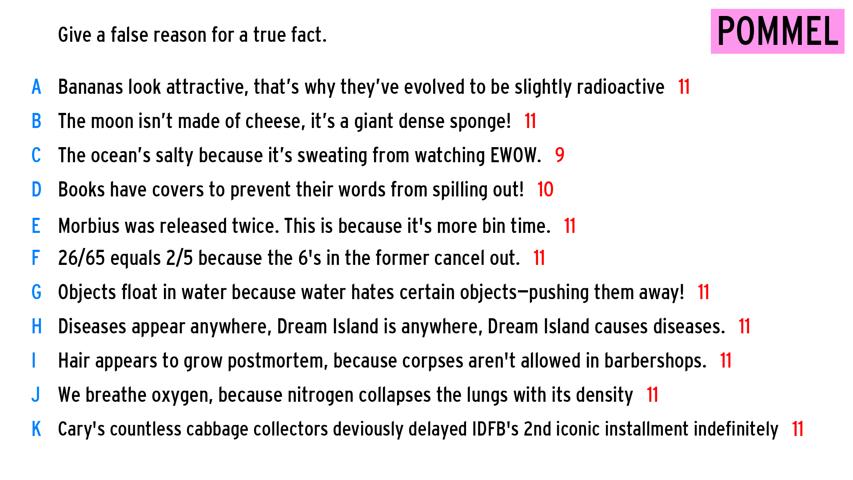 Give a false reason for a true fact.
POMMEL
A Bananas look attractive, that's why they've evolved to be slightly radioactive 11
B The moon isn't made of cheese, it's a giant dense sponge! 11
C The ocean's salty because it's sweating from watching EWOW. 9
D Books have covers to prevent their words from spilling out! 10
E Morbius was released twice. This is because it's more bin time. 11
F 26/65 equals 2/5 because the 6's in the former cancel out. 11
G Objects float in water because water hates certain objects—pushing them away! 11
H Diseases appear anywhere, Dream Island is anywhere, Dream Island causes diseases. 11
I Hair appears to grow postmortem, because corpses aren't allowed in barbershops. 11
J We breathe oxygen, because nitrogen collapses the lungs with its density 11
K Cary's countless cabbage collectors deviously delayed IDFB's 2nd iconic installment indefinitely 11